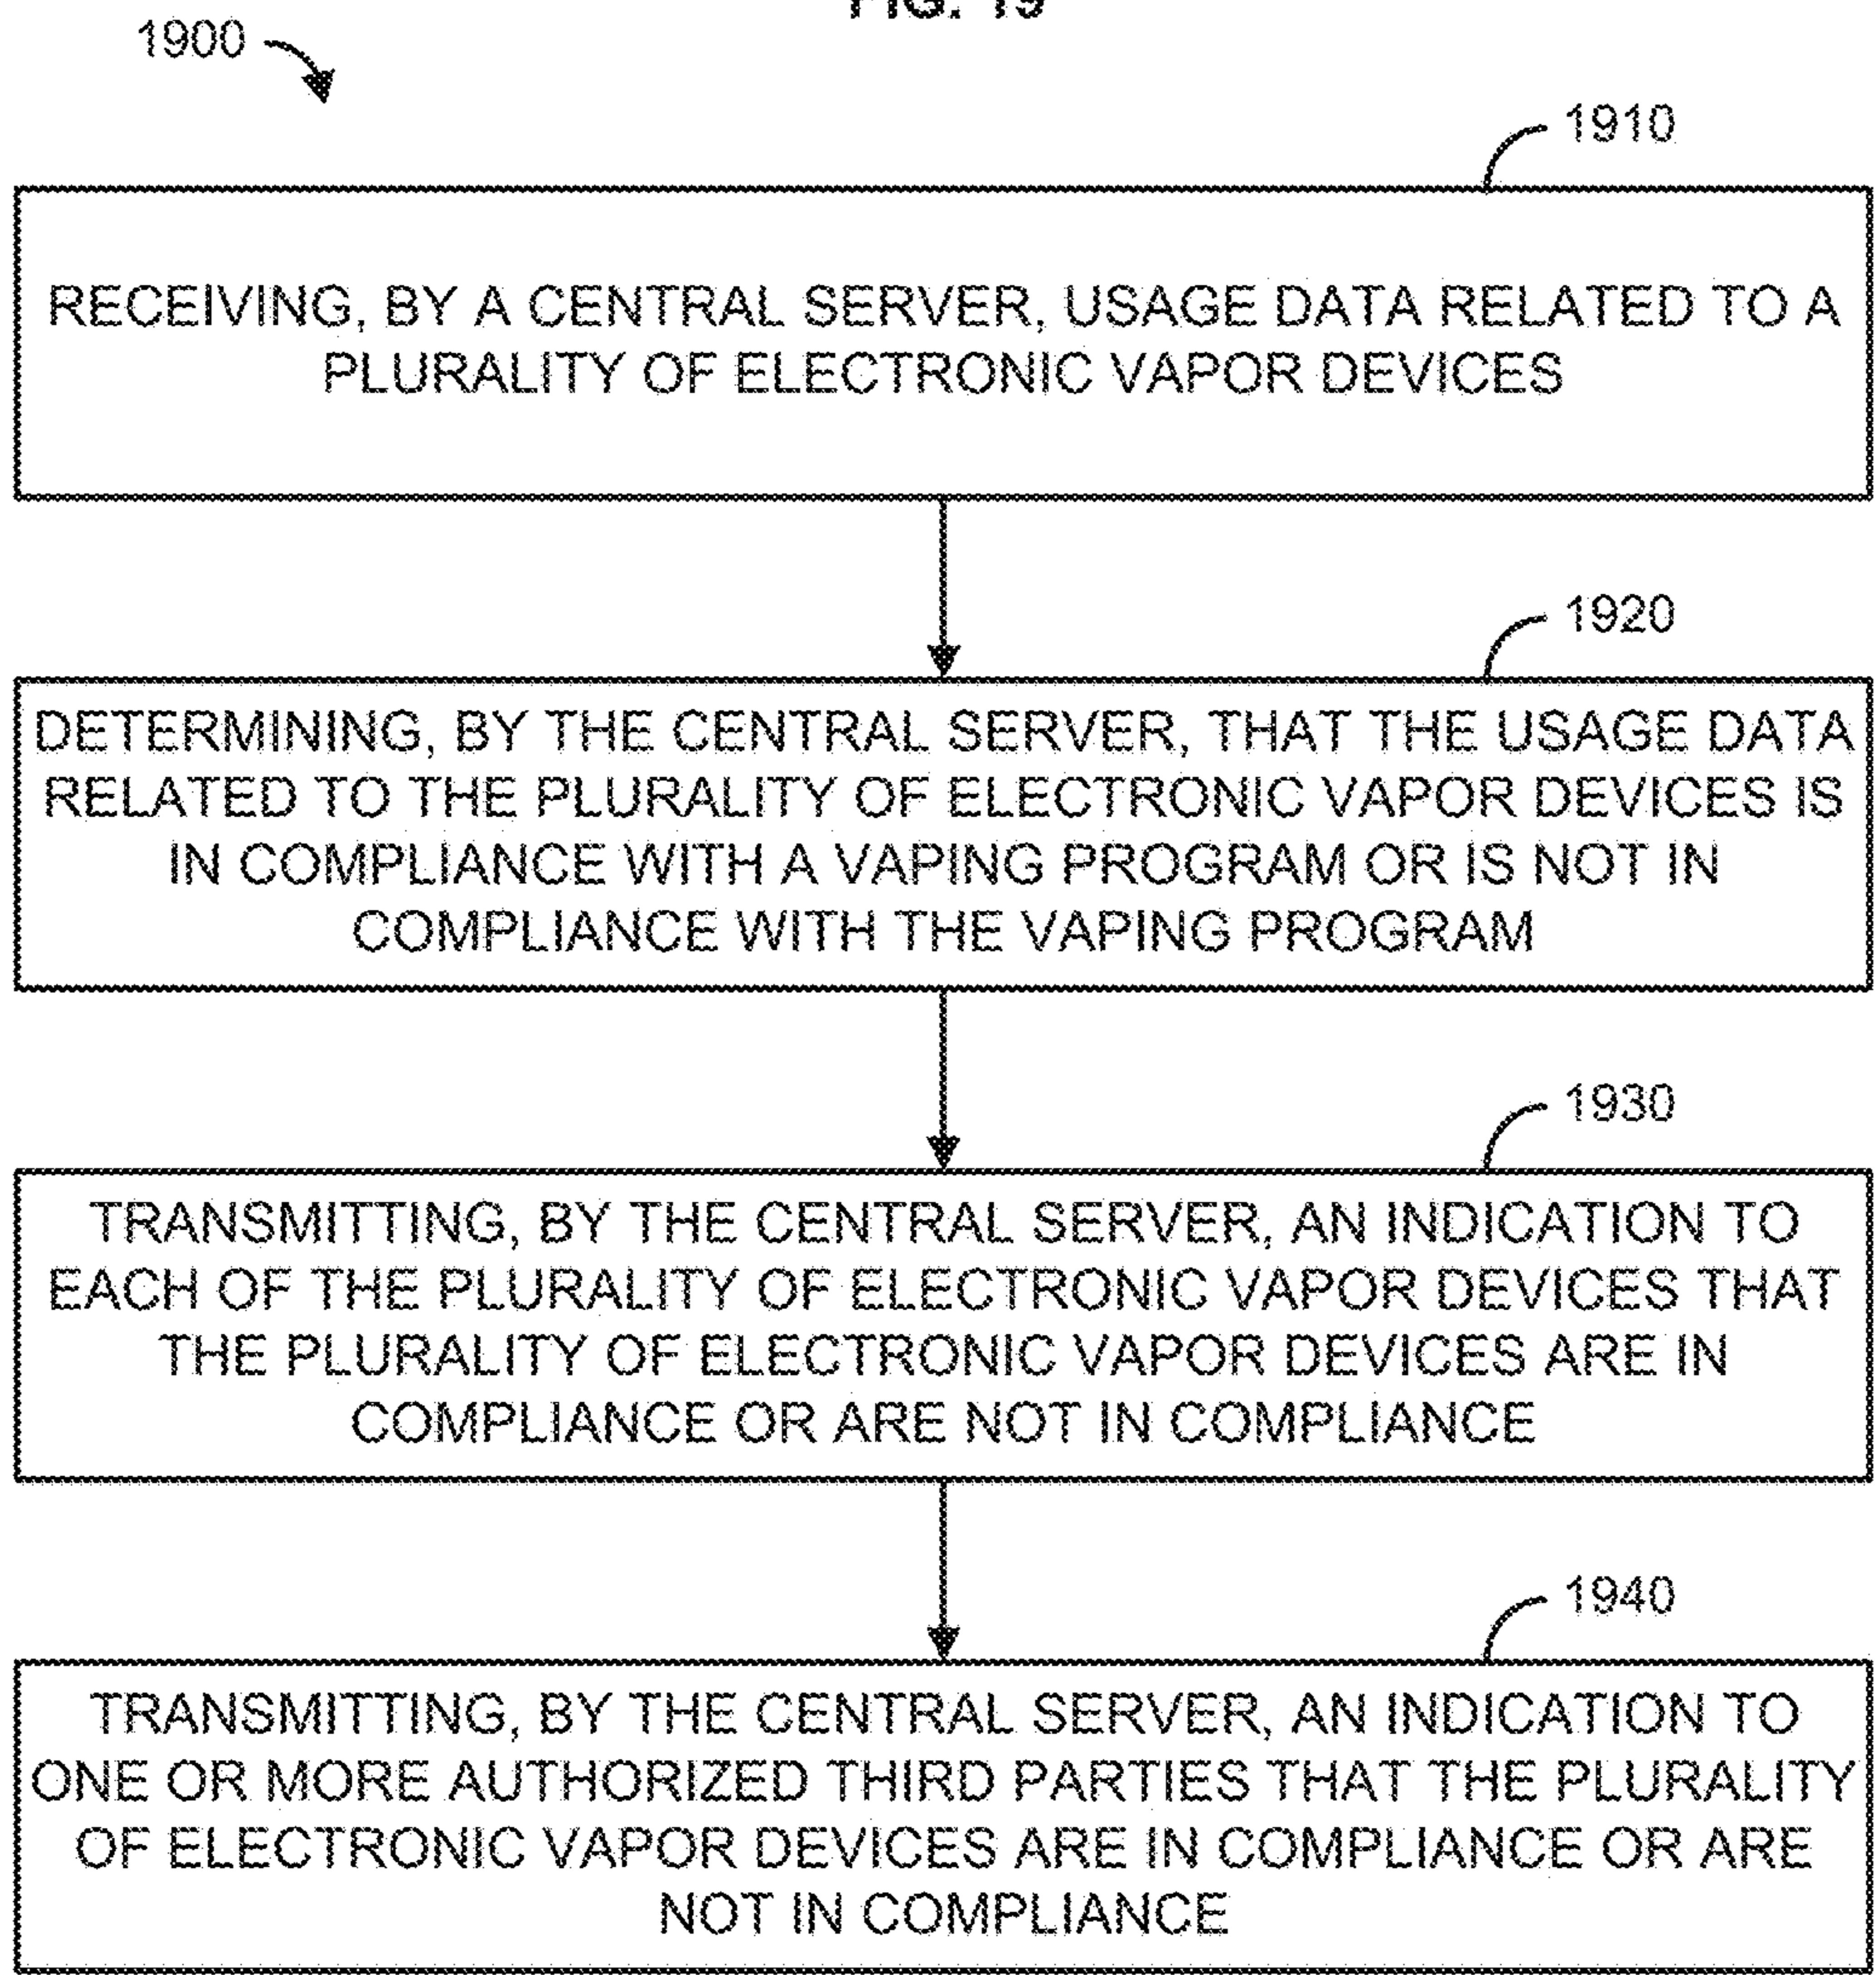 FIG. 19
1900
1910
RECEIVING, BY A CENTRAL SERVER, USAGE DATA RELATED TO A
PLURALITY OF ELECTRONIC VAPOR DEVICES
1920
DETERMINING, BY THE CENTRAL SERVER, THAT THE USAGE DATA
RELATED TO THE PLURALITY OF ELECTRONIC VAPOR DEVICES IS
IN COMPLIANCE WITH A VAPING PROGRAM OR IS NOT IN
COMPLIANCE WITH THE VAPING PROGRAM
1930
TRANSMITTING, BY THE CENTRAL SERVER, AN INDICATION TO
EACH OF THE PLURALITY OF ELECTRONIC VAPOR DEVICES THAT
THE PLURALITY OF ELECTRONIC VAPOR DEVICES ARE IN
COMPLIANCE OR ARE NOT IN COMPLIANCE
1940
TRANSMITTING, BY THE CENTRAL SERVER, AN INDICATION TO
ONE OR MORE AUTHORIZED THIRD PARTIES THAT THE PLURALITY
OF ELECTRONIC VAPOR DEVICES ARE IN COMPLIANCE OR ARE
NOT IN COMPLIANCE